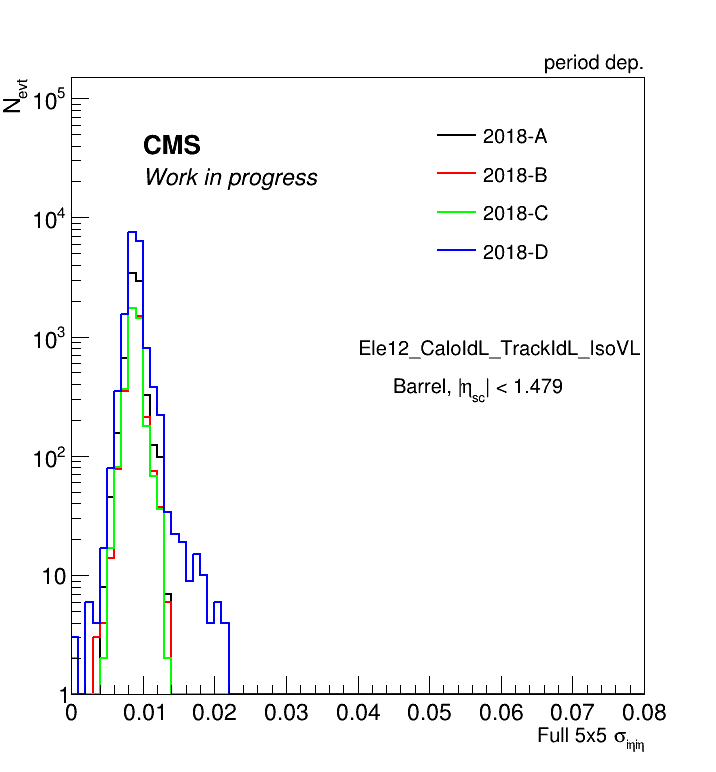 period dep.
N_evt
10^5
10^4
10^3
10^2
10
1
CMS
Work in progress
2018-A
2018-B
2018-C
2018-D
Ele12_CaloIdL_TrackIdL_IsoVL
Barrel, |η_sc| < 1.479
0 0.01 0.02 0.03 0.04 0.05 0.06 0.07 0.08
Full 5x5 σ_iηiη